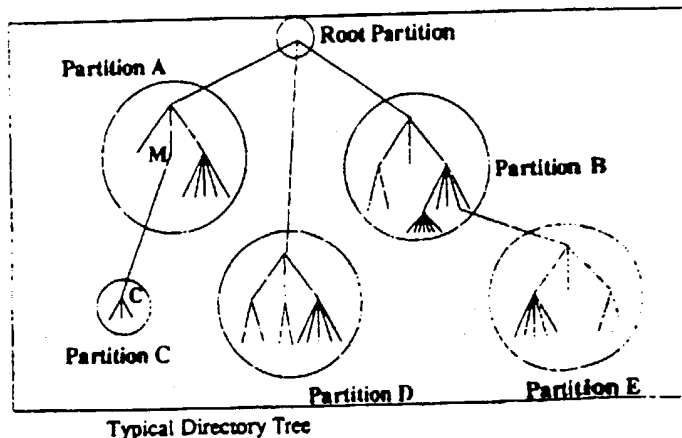 Root Partition
Partition A
M
Partition B
C
Partition C
Partition D
Partition E
Typical Directory Tree